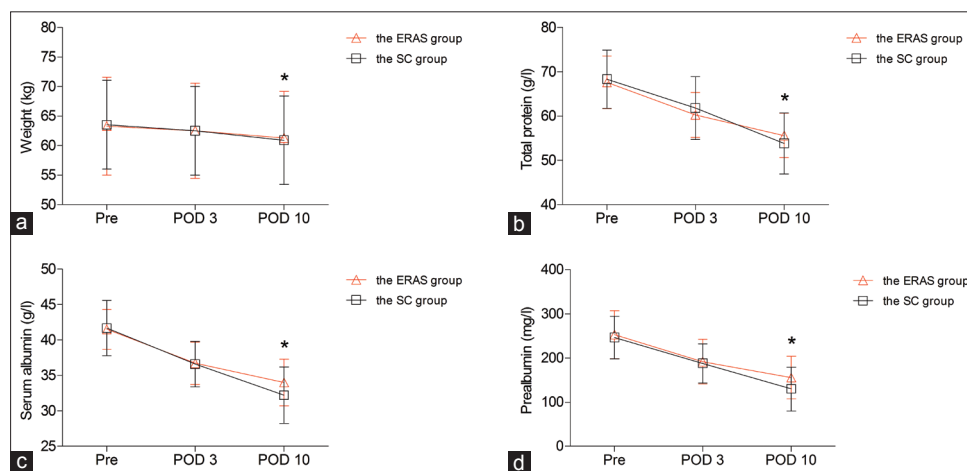 80
75
70
65
60
55
50
Weight (kg)
*
Pre
POD 3
POD 10
the ERAS group
the SC group
a
80
70
60
50
40
Total protein (g/l)
*
Pre
POD 3
POD 10
the ERAS group
the SC group
b
50
45
40
35
30
25
Serum albumin (g/l)
*
Pre
POD 3
POD 10
the ERAS group
the SC group
c
400
300
200
100
0
Prealbumin (mg/l)
*
Pre
POD 3
POD 10
the ERAS group
the SC group
d